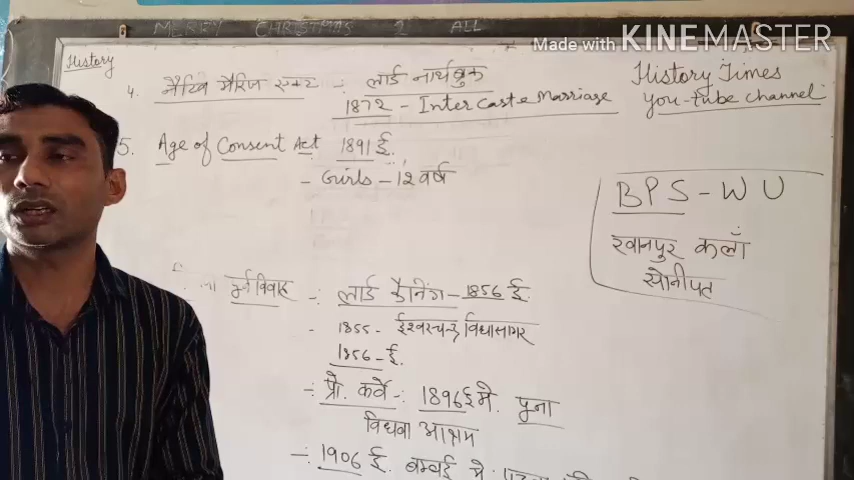 MERRY CHRISTMAS 2 ALL
Made with KINEMASTER
History
4. नैटिव मैरिज एक्ट -: लार्ड नार्थब्रुक
1872 - Inter Caste Marriage
History Times
You-tube channel
5. Age of Consent Act 1891 ई.
- Girls - 12 वर्ष
BPS - W U
खानपुर कलाँ
सोनीपत
पुर्नविवाह -: लार्ड कैनिंग - 1856 ई.
- 1855 - ईश्वरचन्द्र विद्यासागर
1856 - ई.
-: प्रो. कर्वे -: 1896 ई मे. पूना
विधवा आश्रम
-: 1906 ई. बम्बई मे